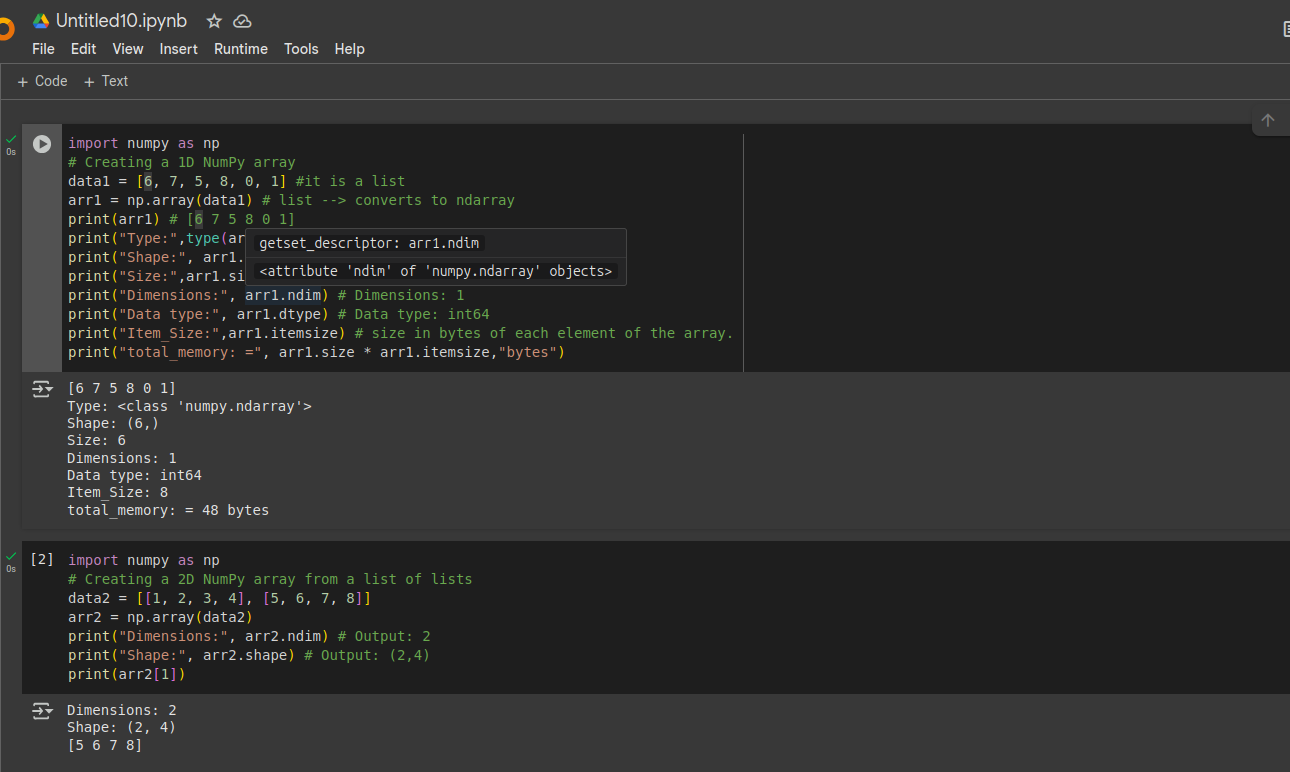 Untitled10.ipynb
File Edit View Insert Runtime Tools Help
+ Code + Text
0s
import numpy as np
# Creating a 1D NumPy array
data1 = [6, 7, 5, 8, 0, 1] #it is a list
arr1 = np.array(data1) # list --> converts to ndarray
print(arr1) # [6 7 5 8 0 1]
print("Type:",type(ar
getset_descriptor: arr1.ndim
print("Shape:", arr1.
<attribute 'ndim' of 'numpy.ndarray' objects>
print("Size:",arr1.si
print("Dimensions:", arr1.ndim) # Dimensions: 1
print("Data type:", arr1.dtype) # Data type: int64
print("Item_Size:",arr1.itemsize) # size in bytes of each element of the array.
print("total_memory: =", arr1.size * arr1.itemsize,"bytes")
[6 7 5 8 0 1]
Type: <class 'numpy.ndarray'>
Shape: (6,)
Size: 6
Dimensions: 1
Data type: int64
Item_Size: 8
total_memory: = 48 bytes
0s
[2] import numpy as np
# Creating a 2D NumPy array from a list of lists
data2 = [[1, 2, 3, 4], [5, 6, 7, 8]]
arr2 = np.array(data2)
print("Dimensions:", arr2.ndim) # Output: 2
print("Shape:", arr2.shape) # Output: (2,4)
print(arr2[1])
Dimensions: 2
Shape: (2, 4)
[5 6 7 8]